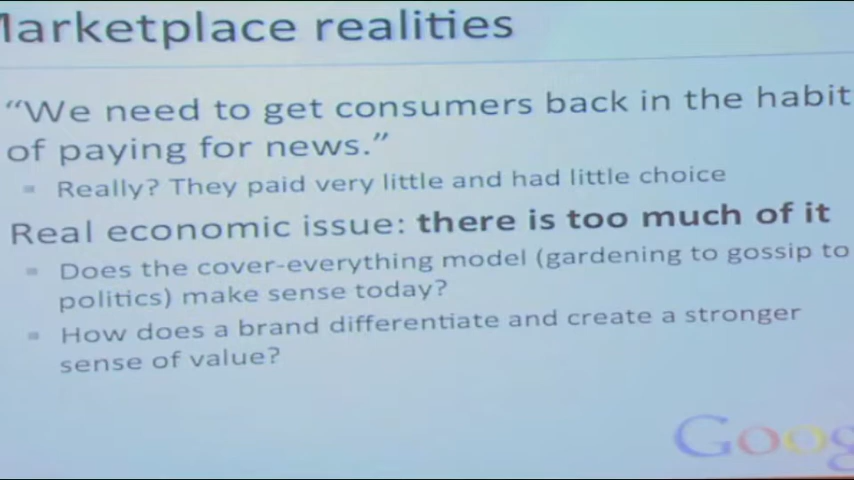 Marketplace realities
“We need to get consumers back in the habit
of paying for news.”
Really? They paid very little and had little choice
Real economic issue: there is too much of it
Does the cover-everything model (gardening to gossip to
politics) make sense today?
How does a brand differentiate and create a stronger
sense of value?
Goog